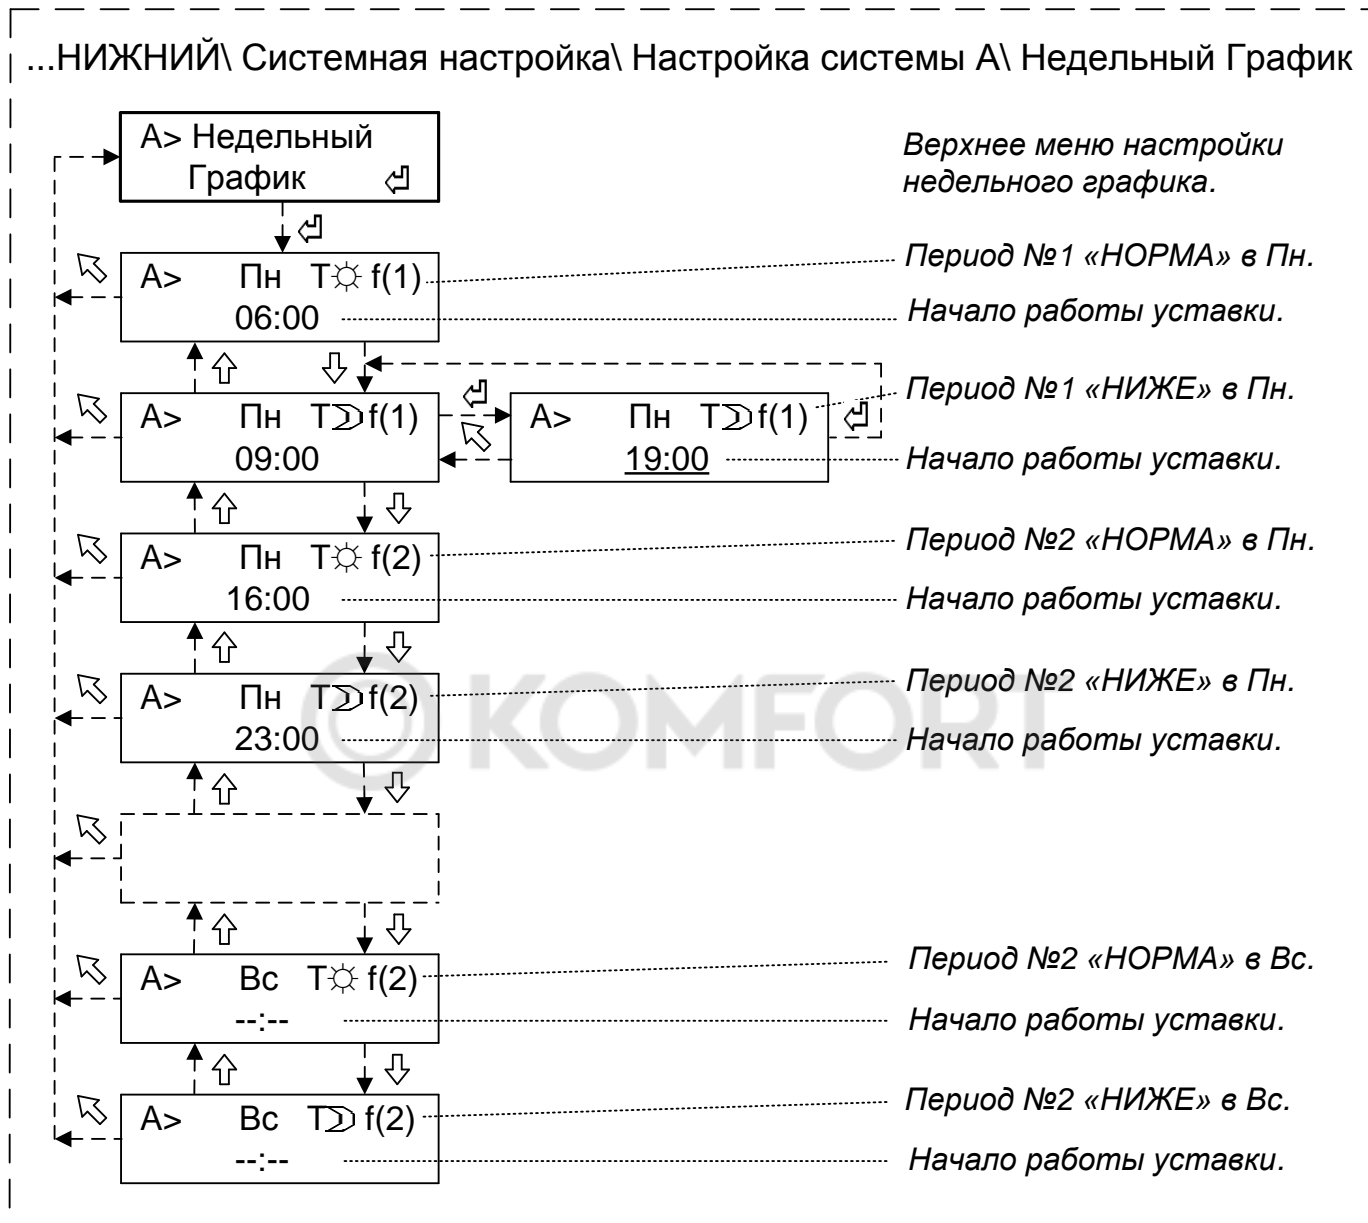 ...НИЖНИЙ\ Системная настройка\ Настройка системы А\ Недельный График
А> Недельный
График
Верхнее меню настройки
недельного графика.
А> Пн Т☼ f(1)
06:00
Период №1 «НОРМА» в Пн.
Начало работы уставки.
А> Пн Т☽ f(1)
09:00
А> Пн Т☽ f(1)
19:00
Период №1 «НИЖЕ» в Пн.
Начало работы уставки.
А> Пн Т☼ f(2)
16:00
Период №2 «НОРМА» в Пн.
Начало работы уставки.
А> Пн Т☽ f(2)
23:00
Период №2 «НИЖЕ» в Пн.
Начало работы уставки.
KOMFORT
А> Вс Т☼ f(2)
--:--
Период №2 «НОРМА» в Вс.
Начало работы уставки.
А> Вс Т☽ f(2)
--:--
Период №2 «НИЖЕ» в Вс.
Начало работы уставки.